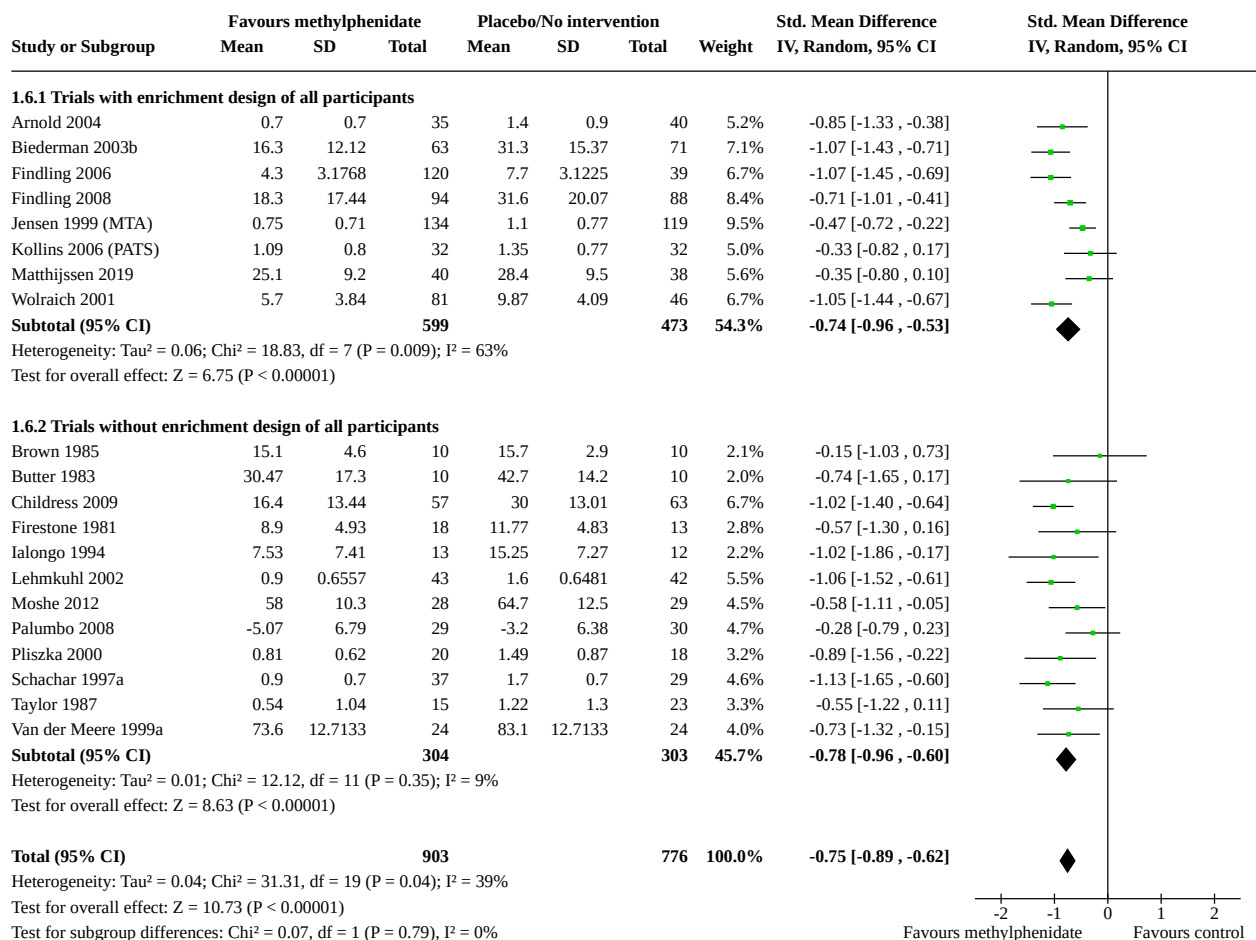 Favours methylphenidate Placebo/No intervention Std. Mean Difference Std. Mean Difference
Study or Subgroup Mean SD Total Mean SD Total Weight IV, Random, 95% CI IV, Random, 95% CI
1.6.1 Trials with enrichment design of all participants
Arnold 2004 0.7 0.7 35 1.4 0.9 40 5.2% -0.85 [-1.33 , -0.38]
Biederman 2003b 16.3 12.12 63 31.3 15.37 71 7.1% -1.07 [-1.43 , -0.71]
Findling 2006 4.3 3.1768 120 7.7 3.1225 39 6.7% -1.07 [-1.45 , -0.69]
Findling 2008 18.3 17.44 94 31.6 20.07 88 8.4% -0.71 [-1.01 , -0.41]
Jensen 1999 (MTA) 0.75 0.71 134 1.1 0.77 119 9.5% -0.47 [-0.72 , -0.22]
Kollins 2006 (PATS) 1.09 0.8 32 1.35 0.77 32 5.0% -0.33 [-0.82 , 0.17]
Matthijssen 2019 25.1 9.2 40 28.4 9.5 38 5.6% -0.35 [-0.80 , 0.10]
Wolraich 2001 5.7 3.84 81 9.87 4.09 46 6.7% -1.05 [-1.44 , -0.67]
Subtotal (95% CI) 599 473 54.3% -0.74 [-0.96 , -0.53]
Heterogeneity: Tau² = 0.06; Chi² = 18.83, df = 7 (P = 0.009); I² = 63%
Test for overall effect: Z = 6.75 (P < 0.00001)
1.6.2 Trials without enrichment design of all participants
Brown 1985 15.1 4.6 10 15.7 2.9 10 2.1% -0.15 [-1.03 , 0.73]
Butter 1983 30.47 17.3 10 42.7 14.2 10 2.0% -0.74 [-1.65 , 0.17]
Childress 2009 16.4 13.44 57 30 13.01 63 6.7% -1.02 [-1.40 , -0.64]
Firestone 1981 8.9 4.93 18 11.77 4.83 13 2.8% -0.57 [-1.30 , 0.16]
Ialongo 1994 7.53 7.41 13 15.25 7.27 12 2.2% -1.02 [-1.86 , -0.17]
Lehmkuhl 2002 0.9 0.6557 43 1.6 0.6481 42 5.5% -1.06 [-1.52 , -0.61]
Moshe 2012 58 10.3 28 64.7 12.5 29 4.5% -0.58 [-1.11 , -0.05]
Palumbo 2008 -5.07 6.79 29 -3.2 6.38 30 4.7% -0.28 [-0.79 , 0.23]
Pliszka 2000 0.81 0.62 20 1.49 0.87 18 3.2% -0.89 [-1.56 , -0.22]
Schachar 1997a 0.9 0.7 37 1.7 0.7 29 4.6% -1.13 [-1.65 , -0.60]
Taylor 1987 0.54 1.04 15 1.22 1.3 23 3.2% -0.55 [-1.22 , 0.11]
Van der Meere 1999a 73.6 12.7133 24 83.1 12.7133 24 4.0% -0.73 [-1.32 , -0.15]
Subtotal (95% CI) 304 303 45.7% -0.78 [-0.96 , -0.60]
Heterogeneity: Tau² = 0.01; Chi² = 12.12, df = 11 (P = 0.35); I² = 9%
Test for overall effect: Z = 8.63 (P < 0.00001)
Total (95% CI) 903 776 100.0% -0.75 [-0.89 , -0.62]
Heterogeneity: Tau² = 0.04; Chi² = 31.31, df = 19 (P = 0.04); I² = 39%
Test for overall effect: Z = 10.73 (P < 0.00001)
-2 -1 0 1 2
Test for subgroup differences: Chi² = 0.07, df = 1 (P = 0.79), I² = 0%
Favours methylphenidate Favours control